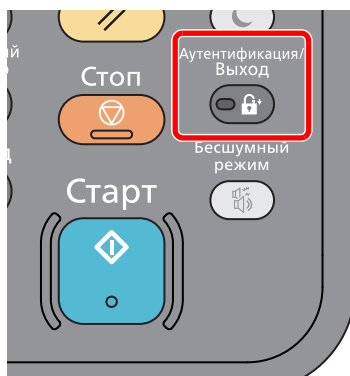 Аутентификация/
Выход
Стоп
Бесшумный
режим
Старт